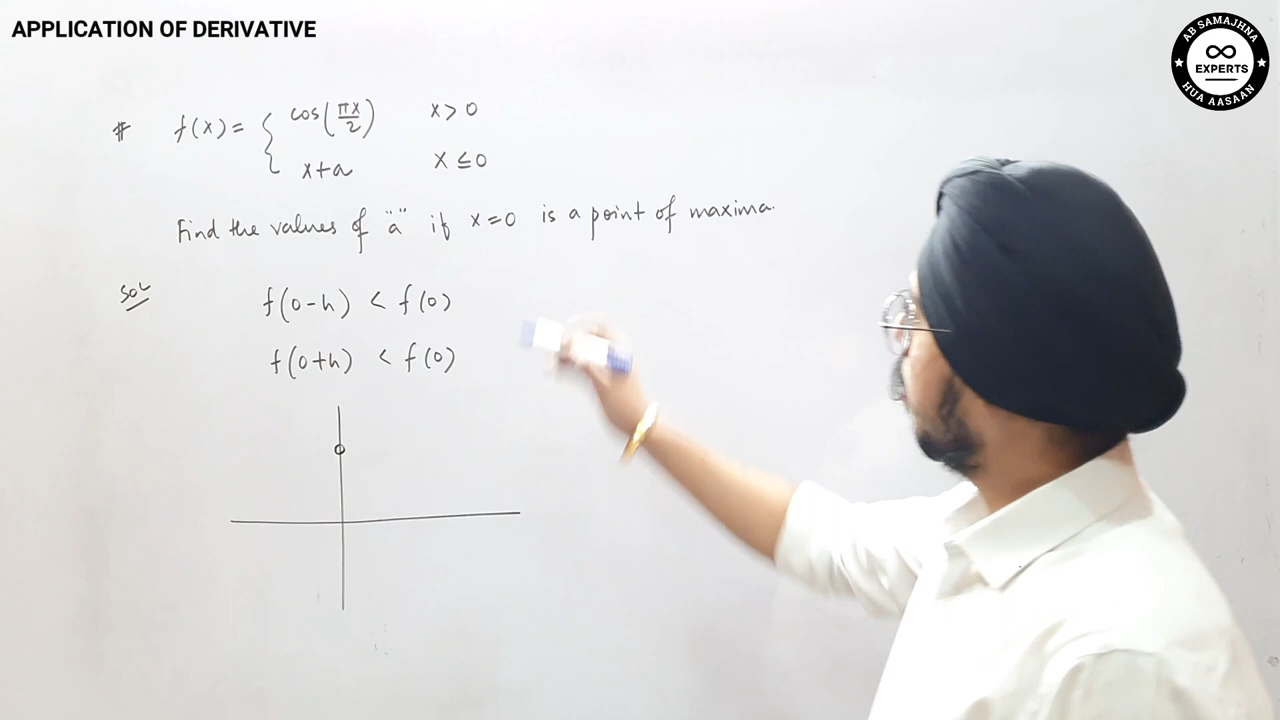 APPLICATION OF DERIVATIVE
AB SAMAJHNA
∞
EXPERTS
HUA AASAAN
# f(x) = { cos(πx/2) x > 0
x+a x ≤ 0
Find the values of "a" if x=0 is a point of maxima.
Sol
f(0-h) < f(0)
f(0+h) < f(0)